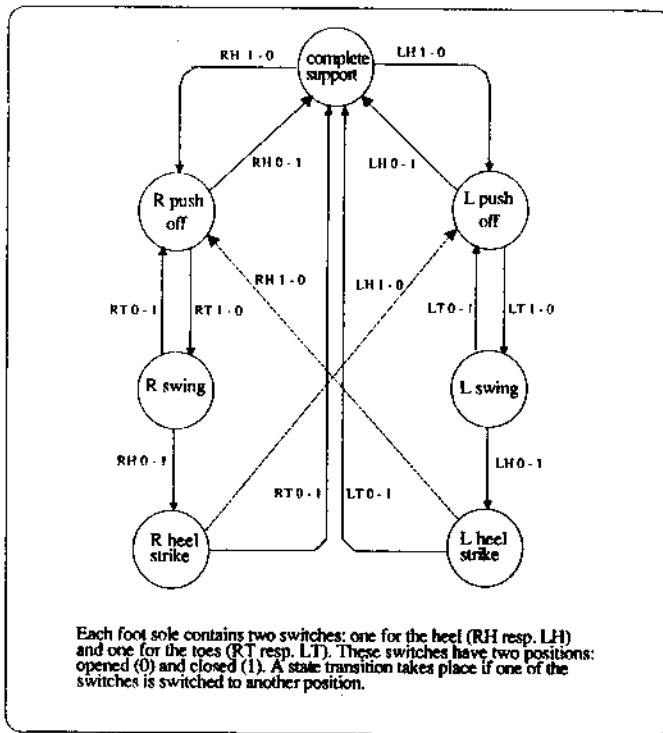 RH 1-0
complete
support
LH 1-0
RH 0-1
LH 0-1
R push
off
L push
off
RT 0-1
RT 1-0
RH 1-0
LH 1-0
LT 0-1
LT 1-0
R swing
L swing
RH 0-1
RT 0-1
LT 0-1
LH 0-1
R heel
strike
L heel
strike
Each foot sole contains two switches: one for the heel (RH resp. LH)
and one for the toes (RT resp. LT). These switches have two positions:
opened (0) and closed (1). A state transition takes place if one of the
switches is switched to another position.